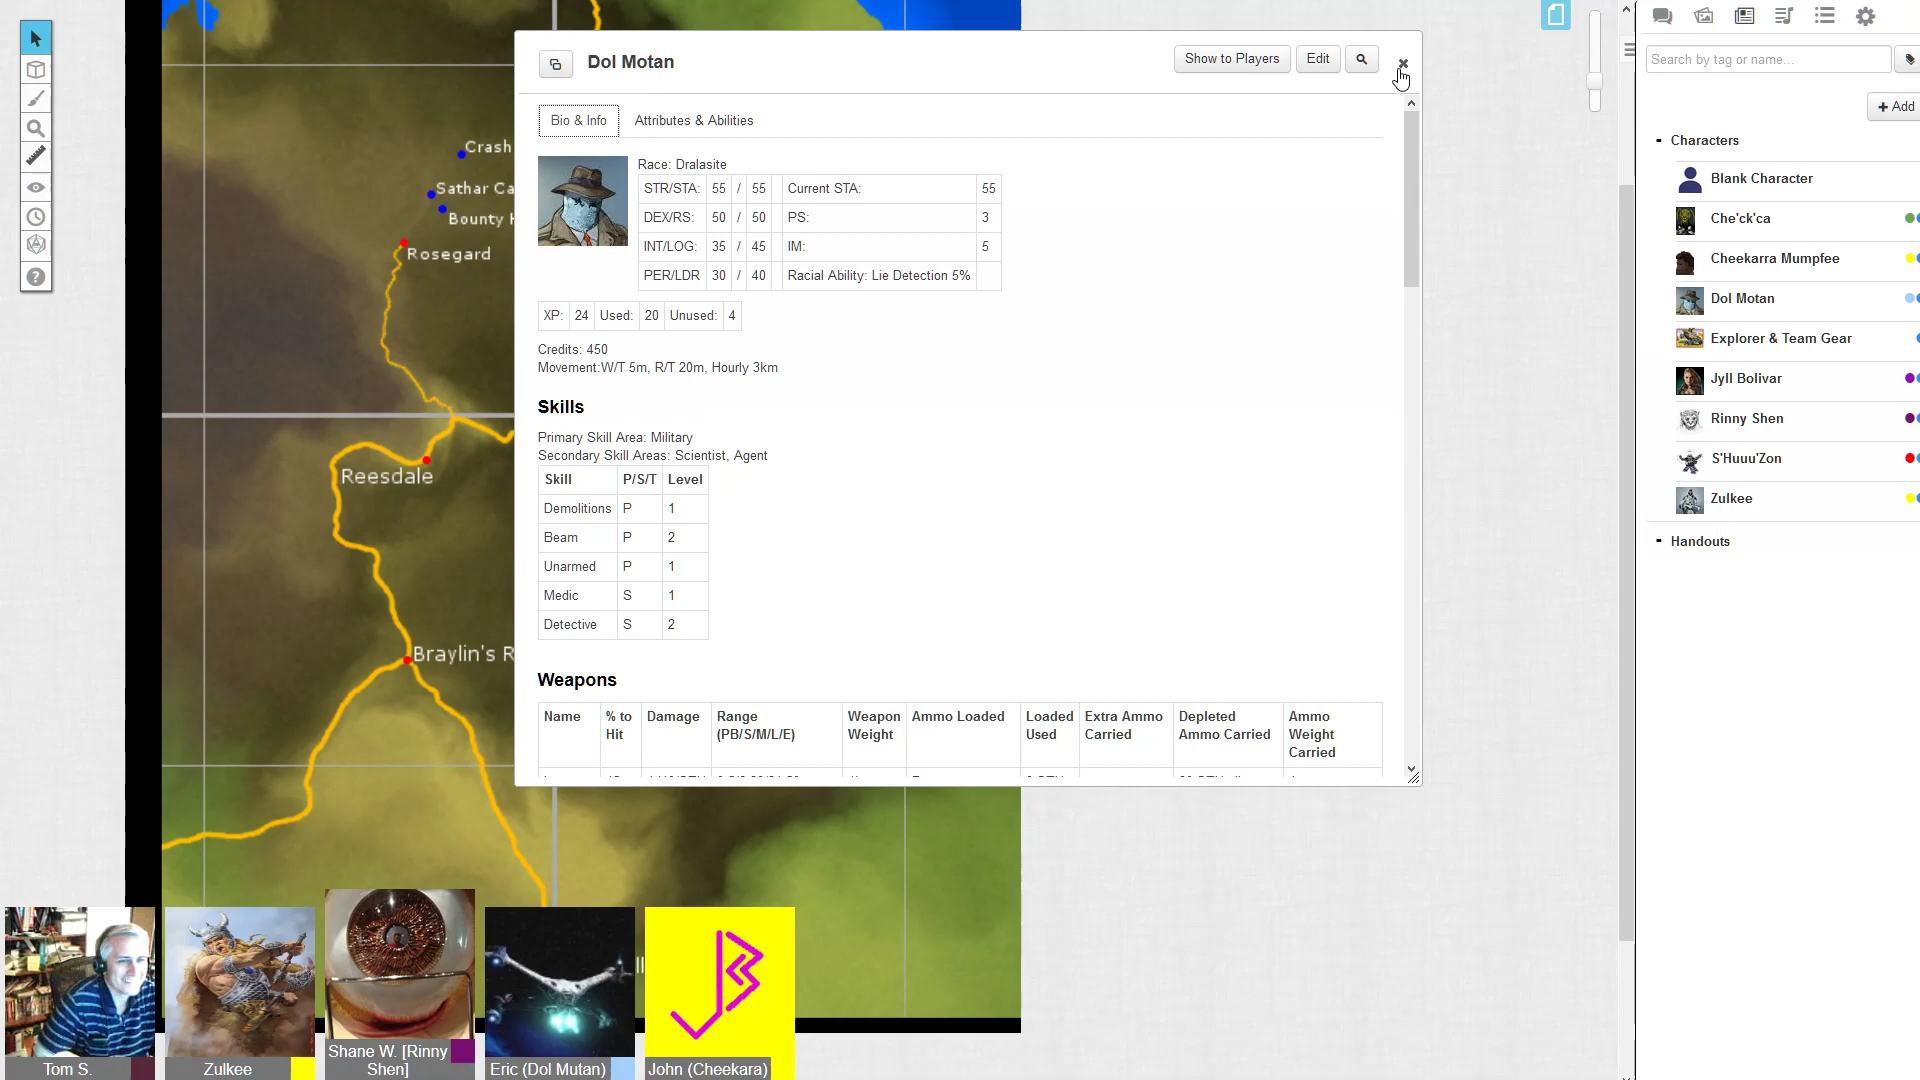 Dol Motan
Show to Players
Edit
Search by tag or name...
Add
Bio & Info
Attributes & Abilities
Race: Dralasite
STR/STA: 55 / 55 Current STA: 55
DEX/RS: 50 / 50 PS: 3
INT/LOG: 35 / 45 IM: 5
PER/LDR 30 / 40 Racial Ability: Lie Detection 5%
XP: 24 Used: 20 Unused: 4
Credits: 450
Movement:W/T 5m, R/T 20m, Hourly 3km
Skills
Primary Skill Area: Military
Secondary Skill Areas: Scientist, Agent
Skill P/S/T Level
Demolitions P 1
Beam P 2
Unarmed P 1
Medic S 1
Detective S 2
Weapons
Name % to Hit Damage Range (PB/S/M/L/E) Weapon Weight Ammo Loaded Loaded Used Extra Ammo Carried Depleted Ammo Carried Ammo Weight Carried
Characters
Blank Character
Che'ck'ca
Cheekarra Mumpfee
Dol Motan
Explorer & Team Gear
Jyll Bolivar
Rinny Shen
S'Huuu'Zon
Zulkee
Handouts
Crash
Sathar Ca
Bounty H
Rosegard
Reesdale
Braylin's R
Tom S.
Zulkee
Shane W. [Rinny
Shen]
Eric (Dol Mutan)
John (Cheekara)